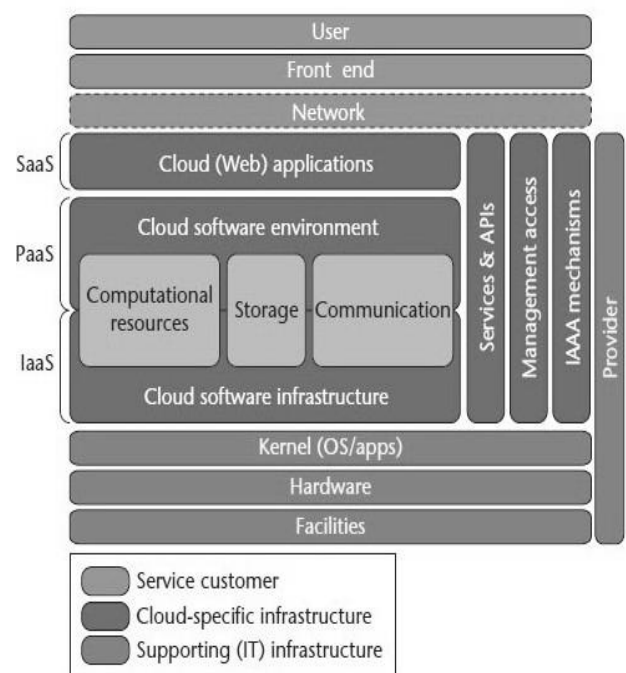 User
Front end
Network
SaaS
Cloud (Web) applications
PaaS
Cloud software environment
Computational
resources
Storage
Communication
IaaS
Cloud software infrastructure
Services & APIs
Management access
IAAA mechanisms
Provider
Kernel (OS/apps)
Hardware
Facilities
Service customer
Cloud-specific infrastructure
Supporting (IT) infrastructure